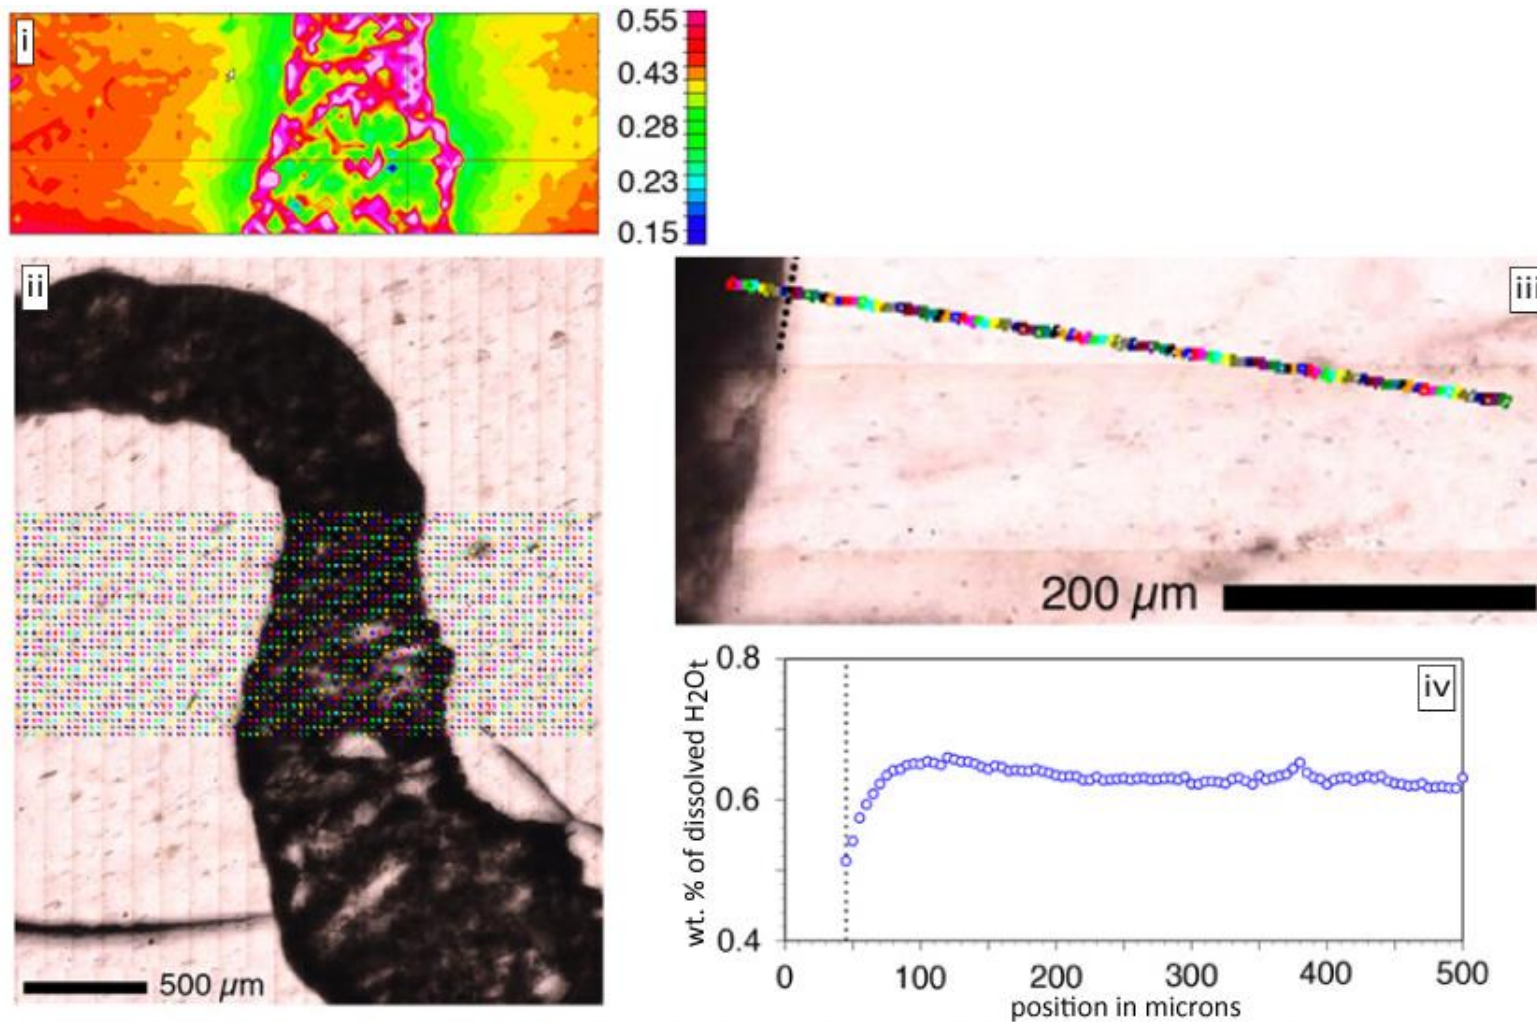 i
0.55
0.43
0.28
0.23
0.15
ii
500 µm
iii
200 µm
iv
wt. % of dissolved H2Ot
0.8
0.6
0.4
0 100 200 300 400 500
position in microns